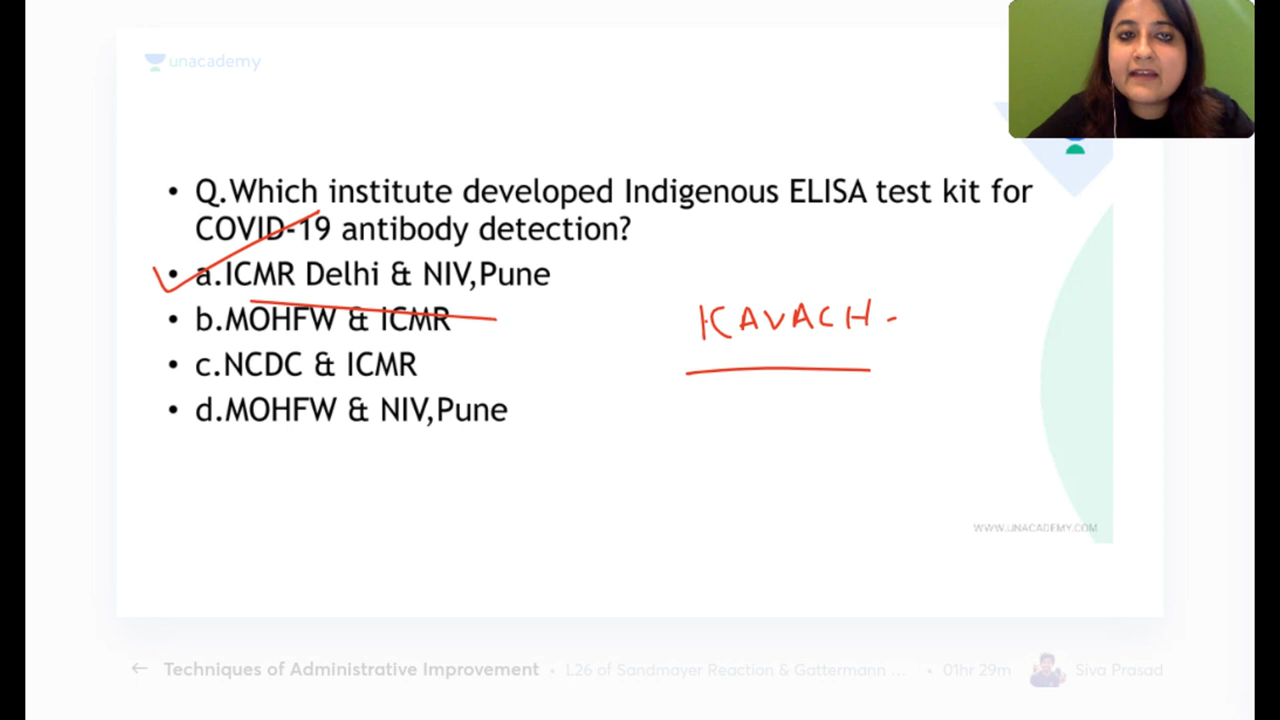 unacademy
• Q.Which institute developed Indigenous ELISA test kit for
COVID-19 antibody detection?
• a.ICMR Delhi & NIV,Pune
• b.MOHFW & ICMR
KAVACH -
• c.NCDC & ICMR
• d.MOHFW & NIV,Pune
WWW.UNACADEMY.COM
← Techniques of Administrative Improvement • L26 of Sandmayer Reaction & Gattermann ... • 01hr 29m Siva Prasad